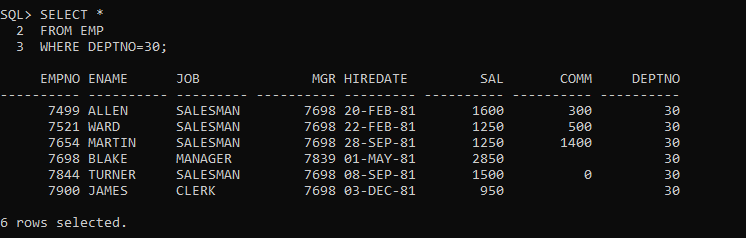 SQL> SELECT *
  2  FROM EMP
  3  WHERE DEPTNO=30;
     EMPNO ENAME      JOB              MGR HIREDATE         SAL       COMM     DEPTNO
---------- ---------- --------- ---------- --------- ---------- ---------- ----------
      7499 ALLEN      SALESMAN        7698 20-FEB-81       1600        300         30
      7521 WARD       SALESMAN        7698 22-FEB-81       1250        500         30
      7654 MARTIN     SALESMAN        7698 28-SEP-81       1250       1400         30
      7698 BLAKE      MANAGER         7839 01-MAY-81       2850                    30
      7844 TURNER     SALESMAN        7698 08-SEP-81       1500          0         30
      7900 JAMES      CLERK           7698 03-DEC-81        950                    30
6 rows selected.